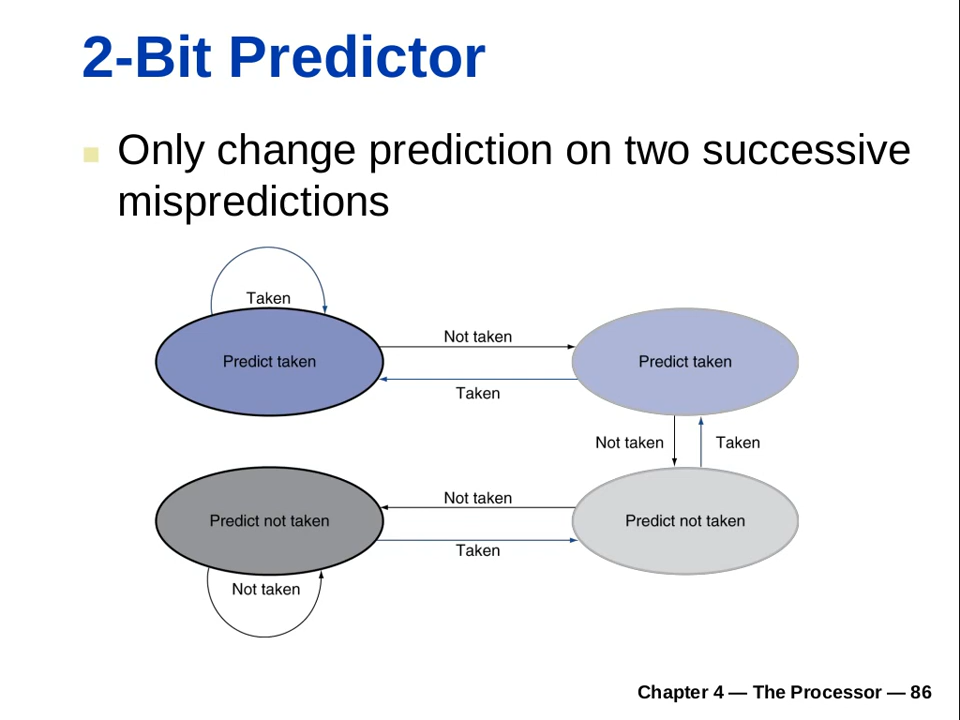 2-Bit Predictor
Only change prediction on two successive
mispredictions
Taken
Predict taken
Not taken
Taken
Predict taken
Not taken
Taken
Predict not taken
Not taken
Taken
Predict not taken
Not taken
Chapter 4 — The Processor — 86